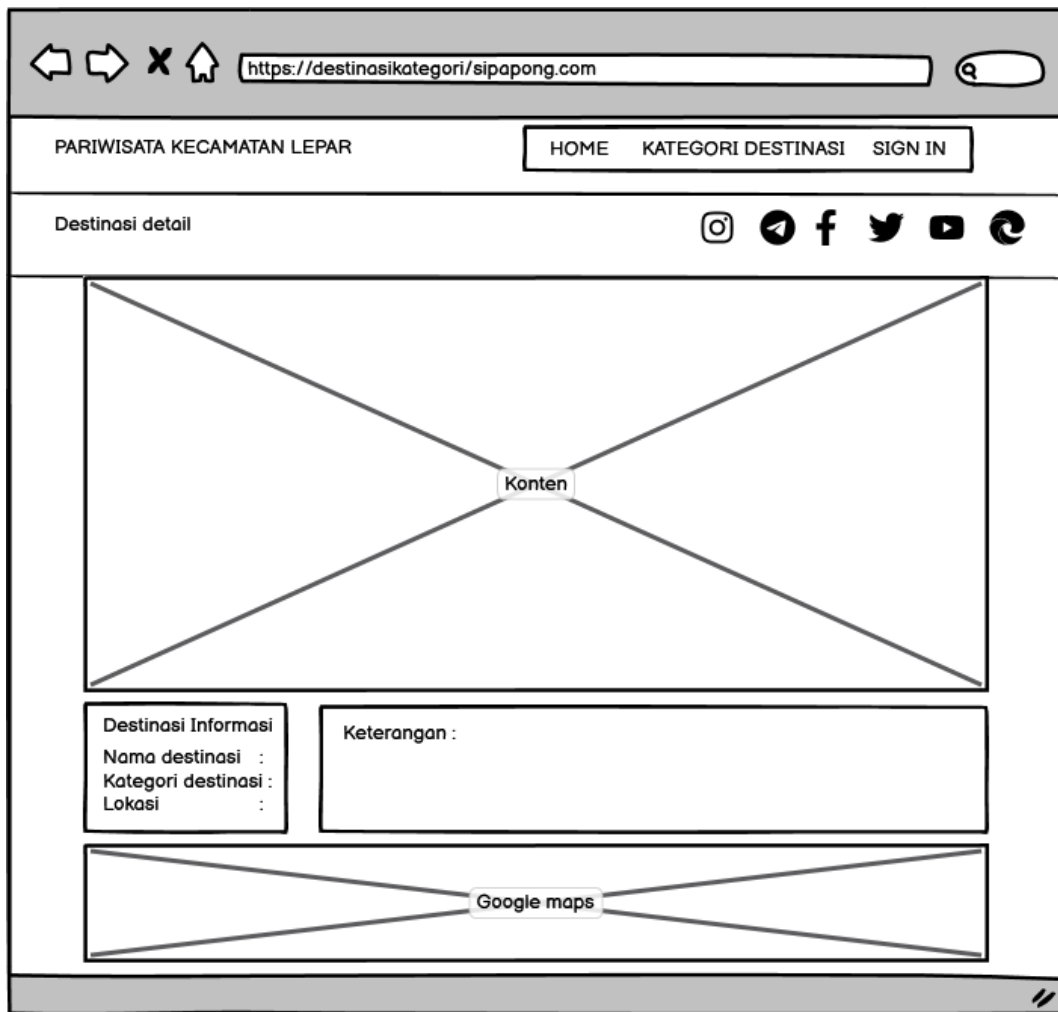 https://destinasikategori/sipapong.com
PARIWISATA KECAMATAN LEPAR
HOME KATEGORI DESTINASI SIGN IN
Destinasi detail
Konten
Destinasi Informasi
Nama destinasi :
Kategori destinasi :
Lokasi :
Keterangan :
Google maps